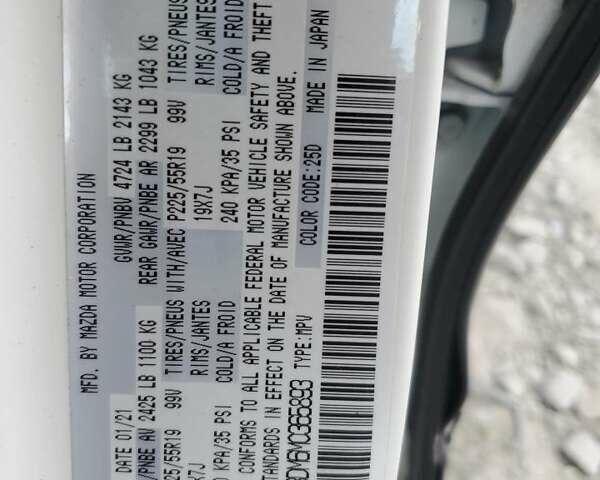 MFD. BY MAZDA MOTOR CORPORATION
DATE 01/21 GVWR/PNBV 4724 LB 2143 KG
/PNBE AV 2425 LB 1100 KG REAR GAWR/PNBE AR 2299 LB 1043 KG
25/55R19 99V TIRES/PNEUS WITH/AVEC P225/55R19 99V TIRES/PNEUS
X7J RIMS/JANTES 19X7J RIMS/JANTES
KPA/35 PSI COLD/A FROID 240 KPA/35 PSI COLD/A FROID
CONFORMS TO ALL APPLICABLE FEDERAL MOTOR VEHICLE SAFETY AND THEFT
STANDARDS IN EFFECT ON THE DATE OF MANUFACTURE SHOWN ABOVE.
TYPE:MPV COLOR CODE:25D MADE IN JAPAN